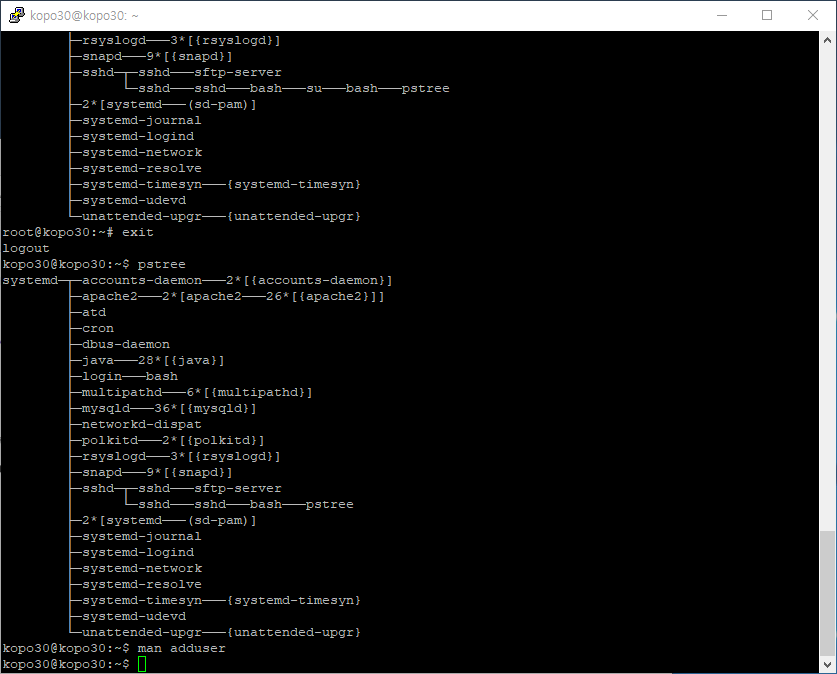 kopo30@kopo30: ~
├─rsyslogd───3*[{rsyslogd}]
├─snapd───9*[{snapd}]
├─sshd─┬─sshd───sftp-server
│      └─sshd───sshd───bash───su───bash───pstree
├─2*[systemd───(sd-pam)]
├─systemd-journal
├─systemd-logind
├─systemd-network
├─systemd-resolve
├─systemd-timesyn───{systemd-timesyn}
├─systemd-udevd
└─unattended-upgr───{unattended-upgr}
root@kopo30:~# exit
logout
kopo30@kopo30:~$ pstree
systemd─┬─accounts-daemon───2*[{accounts-daemon}]
├─apache2───2*[apache2───26*[{apache2}]]
├─atd
├─cron
├─dbus-daemon
├─java───28*[{java}]
├─login───bash
├─multipathd───6*[{multipathd}]
├─mysqld───36*[{mysqld}]
├─networkd-dispat
├─polkitd───2*[{polkitd}]
├─rsyslogd───3*[{rsyslogd}]
├─snapd───9*[{snapd}]
├─sshd─┬─sshd───sftp-server
│      └─sshd───sshd───bash───pstree
├─2*[systemd───(sd-pam)]
├─systemd-journal
├─systemd-logind
├─systemd-network
├─systemd-resolve
├─systemd-timesyn───{systemd-timesyn}
├─systemd-udevd
└─unattended-upgr───{unattended-upgr}
kopo30@kopo30:~$ man adduser
kopo30@kopo30:~$